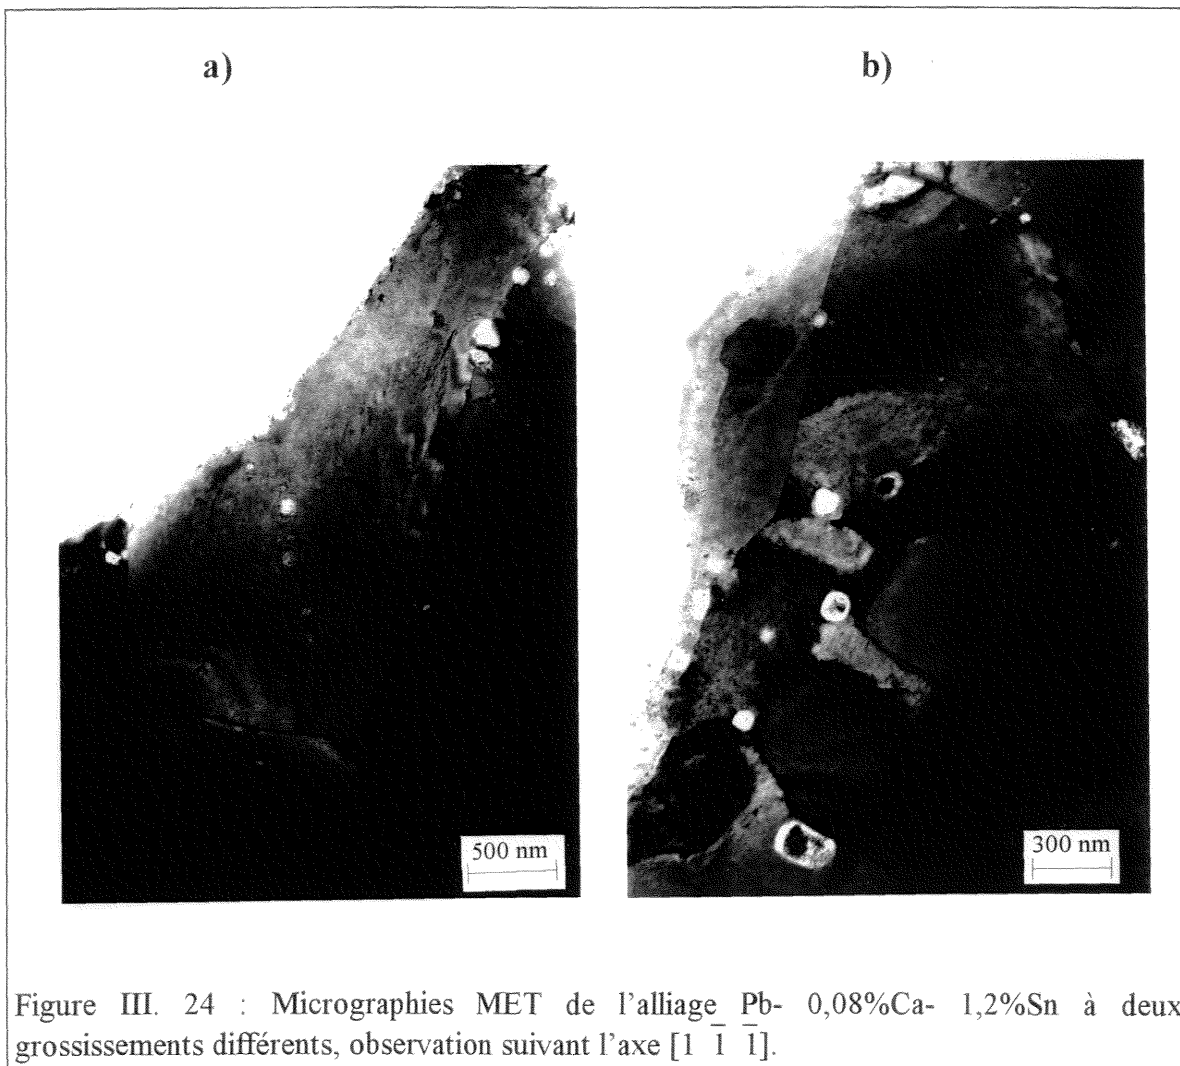 a)
b)
500 nm
300 nm
Figure III. 24 : Micrographies MET de l'alliage Pb- 0,08%Ca- 1,2%Sn à deux
grossissements différents, observation suivant l'axe [1 1̄ 1̄].